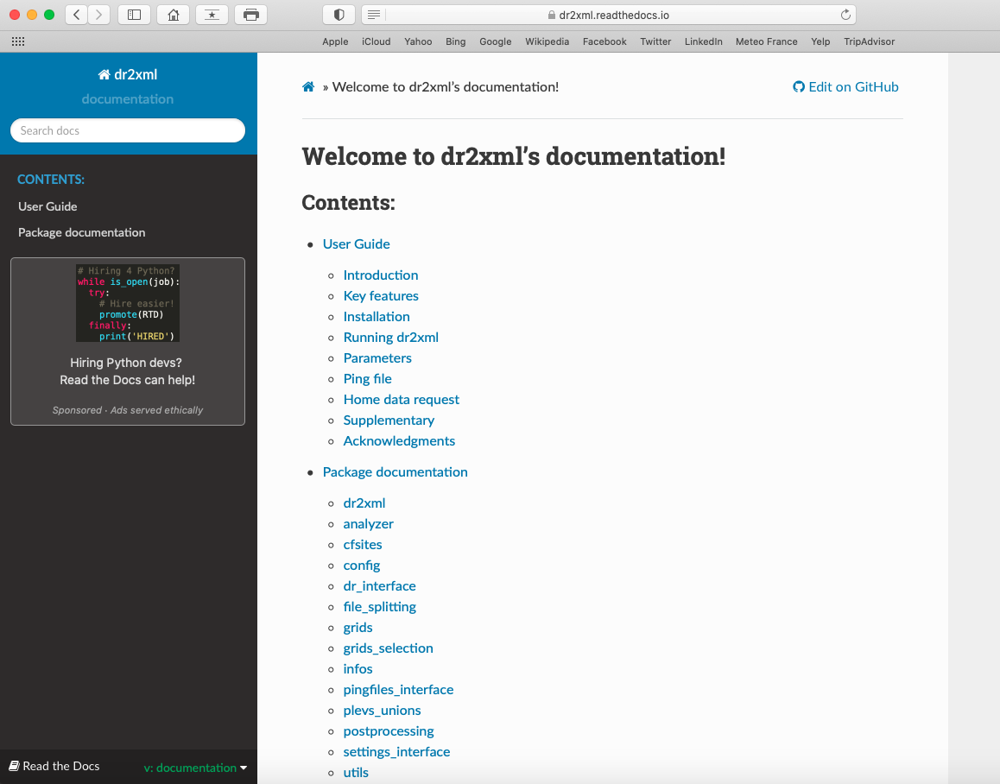 dr2xml.readthedocs.io
Apple iCloud Yahoo Bing Google Wikipedia Facebook Twitter LinkedIn Meteo France Yelp TripAdvisor
dr2xml
documentation
Search docs
CONTENTS:
User Guide
Package documentation
# Hiring 4 Python?
while is_open(job):
try:
# Hire easier!
promote(RTD)
finally:
print('HIRED')
Hiring Python devs?
Read the Docs can help!
Sponsored · Ads served ethically
Read the Docs v: documentation
» Welcome to dr2xml’s documentation! Edit on GitHub
Welcome to dr2xml’s documentation!
Contents:
• User Guide
◦ Introduction
◦ Key features
◦ Installation
◦ Running dr2xml
◦ Parameters
◦ Ping file
◦ Home data request
◦ Supplementary
◦ Acknowledgments
• Package documentation
◦ dr2xml
◦ analyzer
◦ cfsites
◦ config
◦ dr_interface
◦ file_splitting
◦ grids
◦ grids_selection
◦ infos
◦ pingfiles_interface
◦ plevs_unions
◦ postprocessing
◦ settings_interface
◦ utils